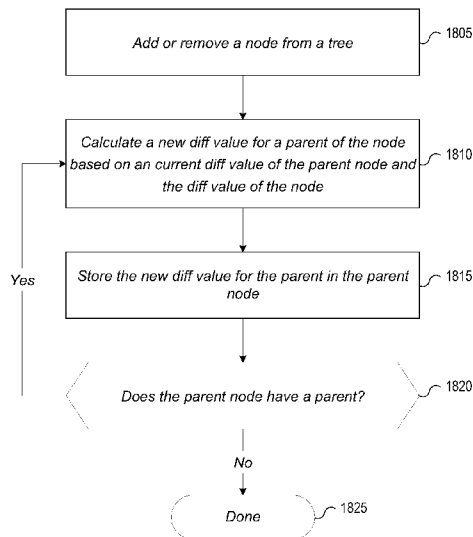 Add or remove a node from a tree
1805
Calculate a new diff value for a parent of the node
based on an current diff value of the parent node and
the diff value of the node
1810
Store the new diff value for the parent in the parent
node
1815
Yes
Does the parent node have a parent?
1820
No
Done
1825